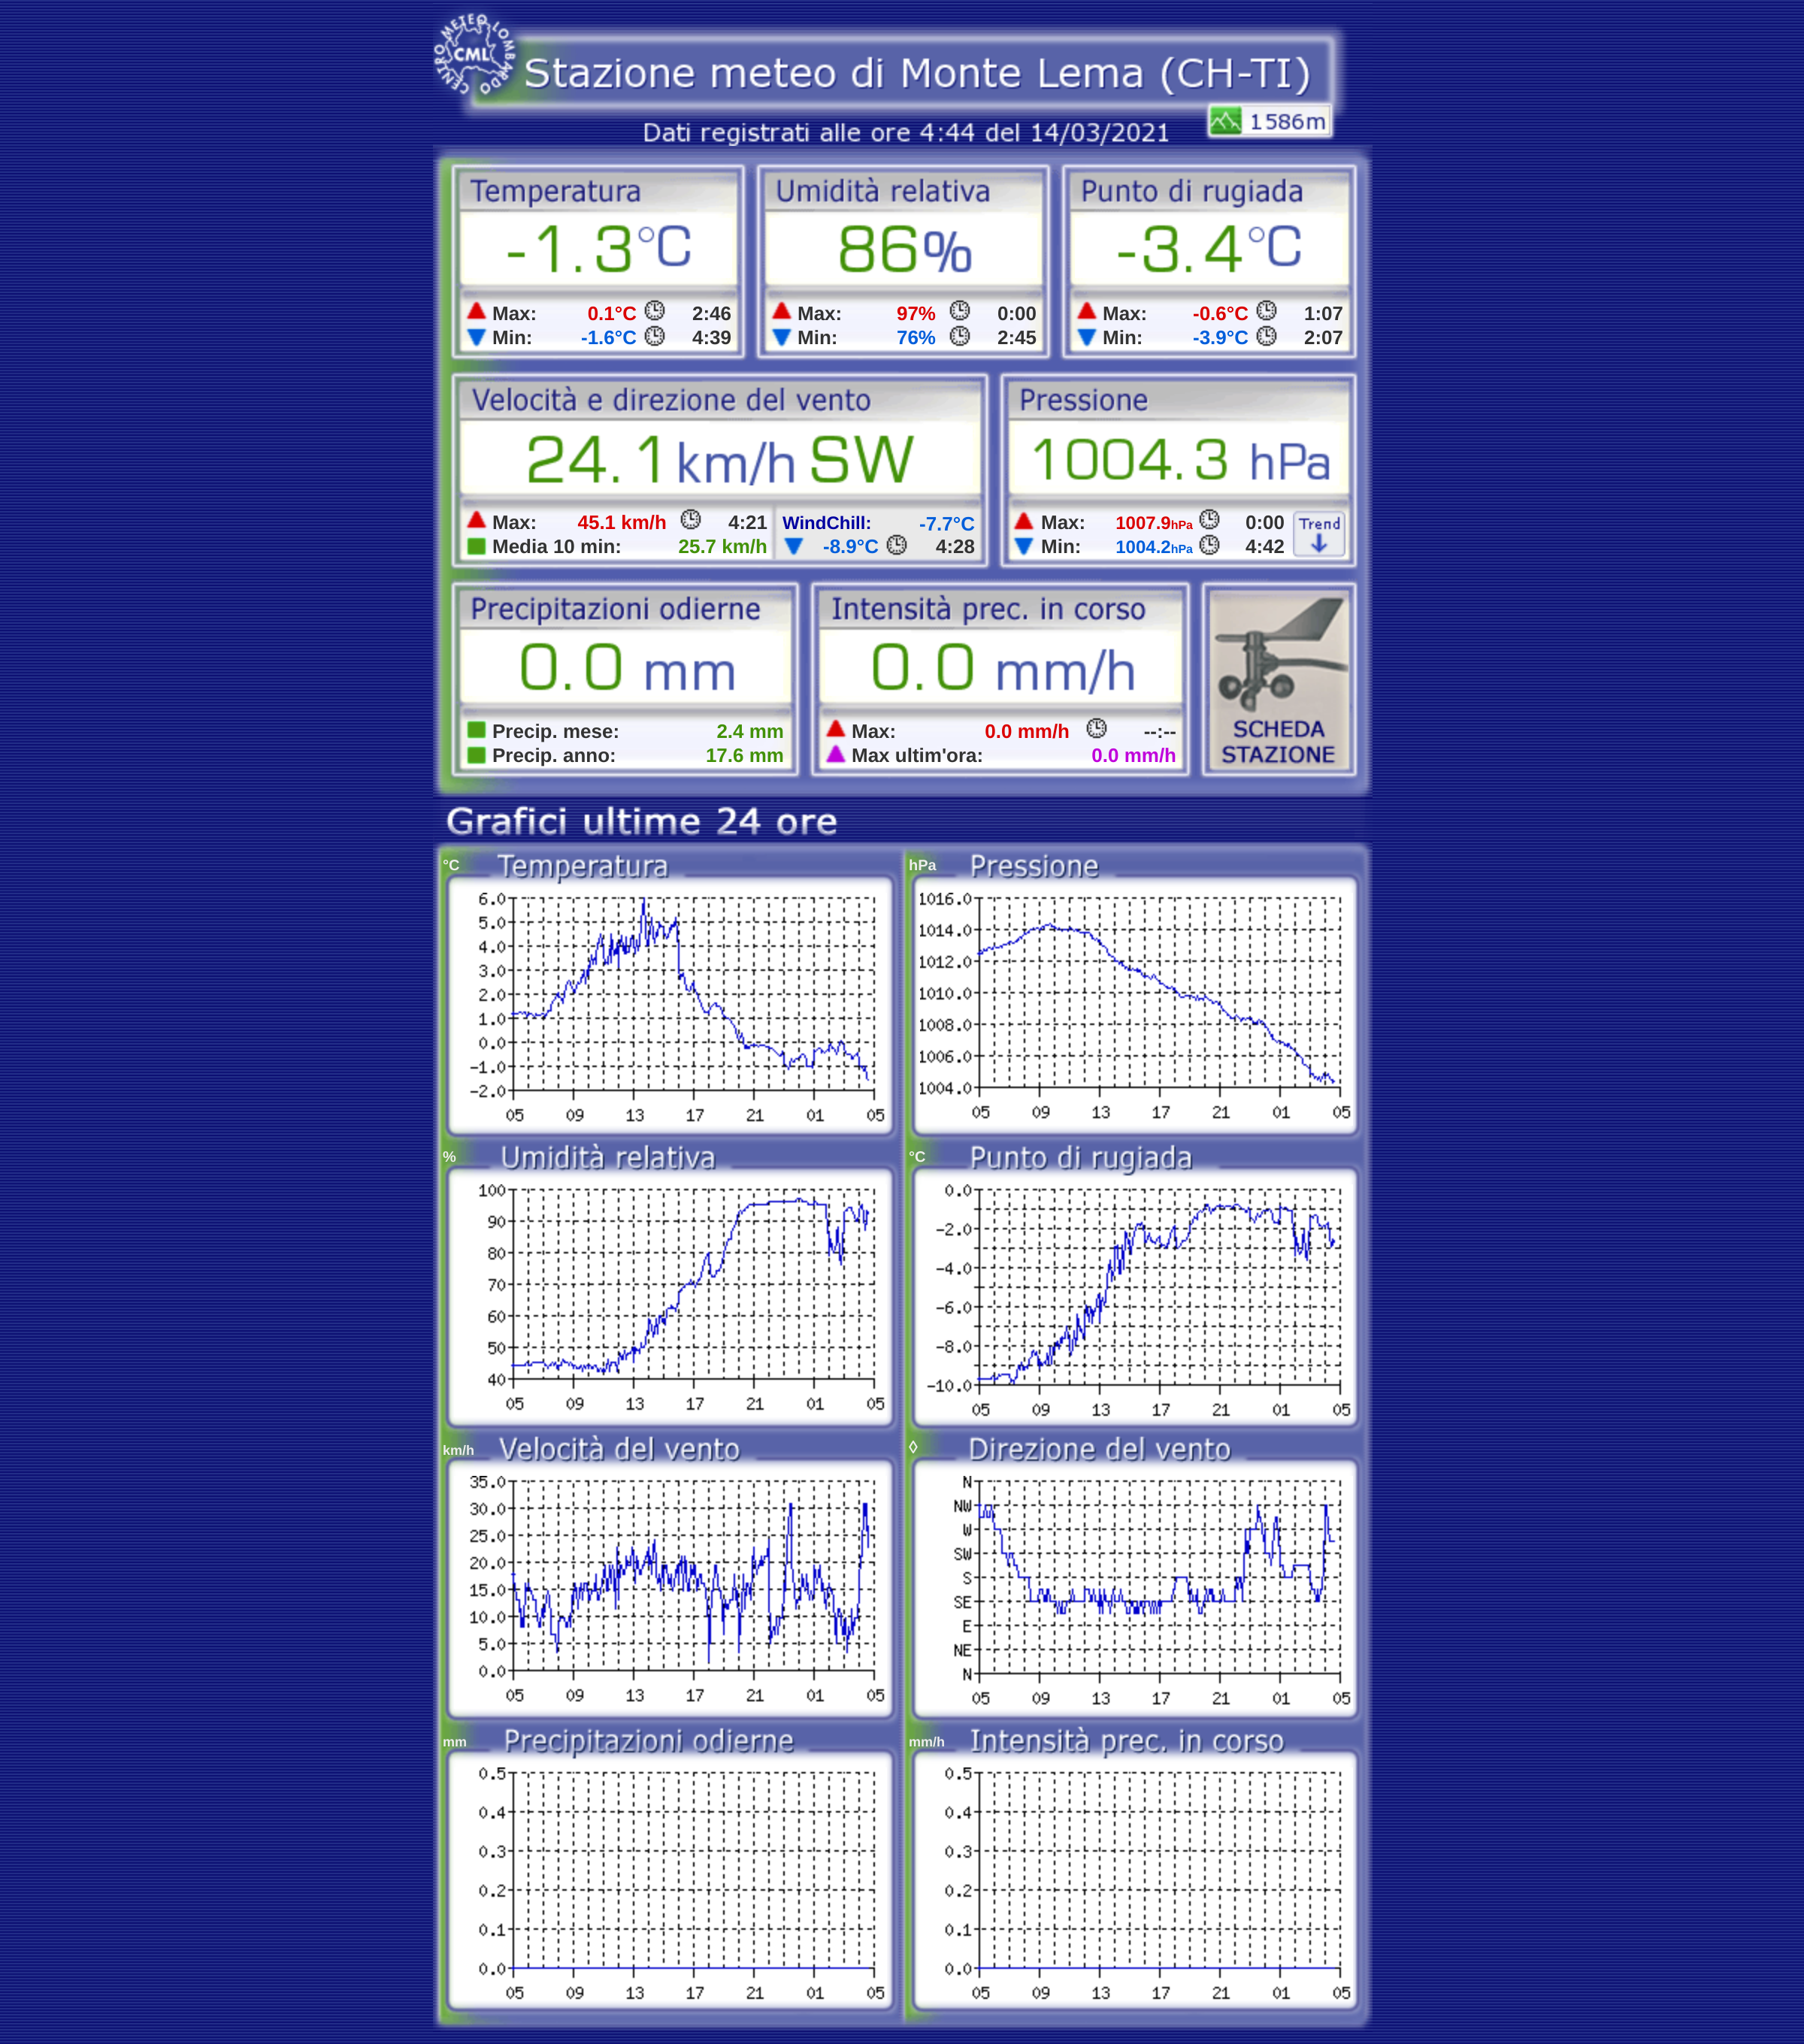 CENTRO METEO LOMBARDO
CML
Stazione meteo di Monte Lema (CH-TI)
1586m
Dati registrati alle ore 4:44 del 14/03/2021
Temperatura Umidità relativa Punto di rugiada
-1.3°C 86% -3.4°C
Max: 0.1°C 2:46 Max: 97% 0:00 Max: -0.6°C 1:07
Min: -1.6°C 4:39 Min: 76% 2:45 Min: -3.9°C 2:07
Velocità e direzione del vento Pressione
24.1 km/h SW 1004.3 hPa
Max: 45.1 km/h 4:21 WindChill: -7.7°C Max: 1007.9hPa 0:00 Trend
Media 10 min: 25.7 km/h -8.9°C 4:28 Min: 1004.2hPa 4:42
Precipitazioni odierne Intensità prec. in corso
0.0 mm 0.0 mm/h
Precip. mese: 2.4 mm Max: 0.0 mm/h --:-- SCHEDA
Precip. anno: 17.6 mm Max ultim'ora: 0.0 mm/h STAZIONE
Grafici ultime 24 ore
°C Temperatura
6.0
5.0
4.0
3.0
2.0
1.0
0.0
-1.0
-2.0
05 09 13 17 21 01 05
hPa Pressione
1016.0
1014.0
1012.0
1010.0
1008.0
1006.0
1004.0
05 09 13 17 21 01 05
% Umidità relativa
100
90
80
70
60
50
40
05 09 13 17 21 01 05
°C Punto di rugiada
0.0
-2.0
-4.0
-6.0
-8.0
-10.0
05 09 13 17 21 01 05
km/h Velocità del vento
35.0
30.0
25.0
20.0
15.0
10.0
5.0
0.0
05 09 13 17 21 01 05
◊ Direzione del vento
N
NW
W
SW
S
SE
E
NE
N
05 09 13 17 21 01 05
mm Precipitazioni odierne
0.5
0.4
0.3
0.2
0.1
0.0
05 09 13 17 21 01 05
mm/h Intensità prec. in corso
0.5
0.4
0.3
0.2
0.1
0.0
05 09 13 17 21 01 05